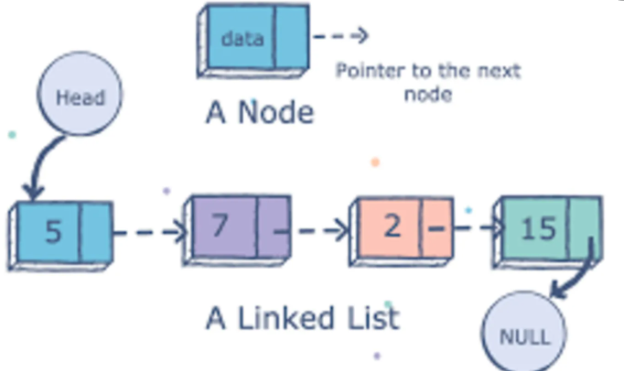 data
Pointer to the next
node
Head
A Node
5 7 2 15
A Linked List
NULL